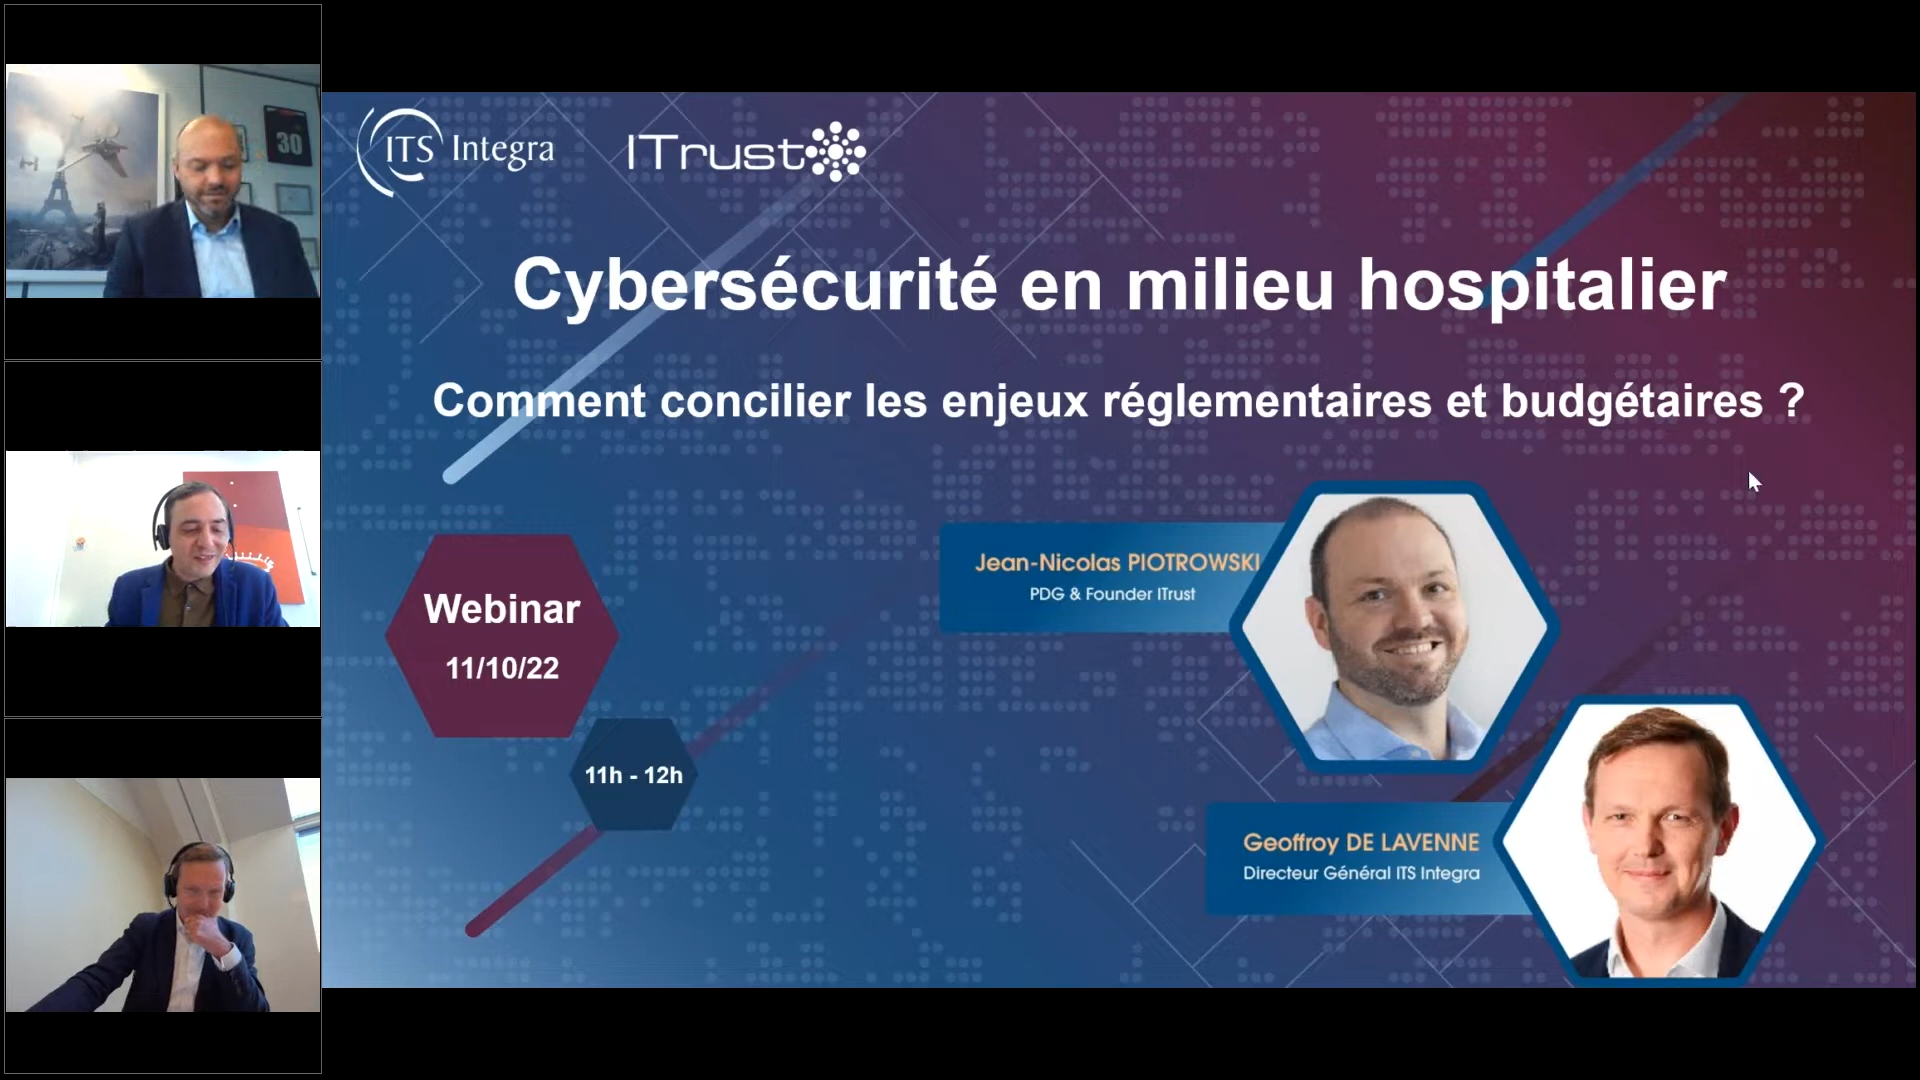 30
ITS Integra
ITrust
Cybersécurité en milieu hospitalier
Comment concilier les enjeux réglementaires et budgétaires ?
Webinar
11/10/22
11h - 12h
Jean-Nicolas PIOTROWSKI
PDG & Founder ITrust
Geoffroy DE LAVENNE
Directeur Général ITS Integra